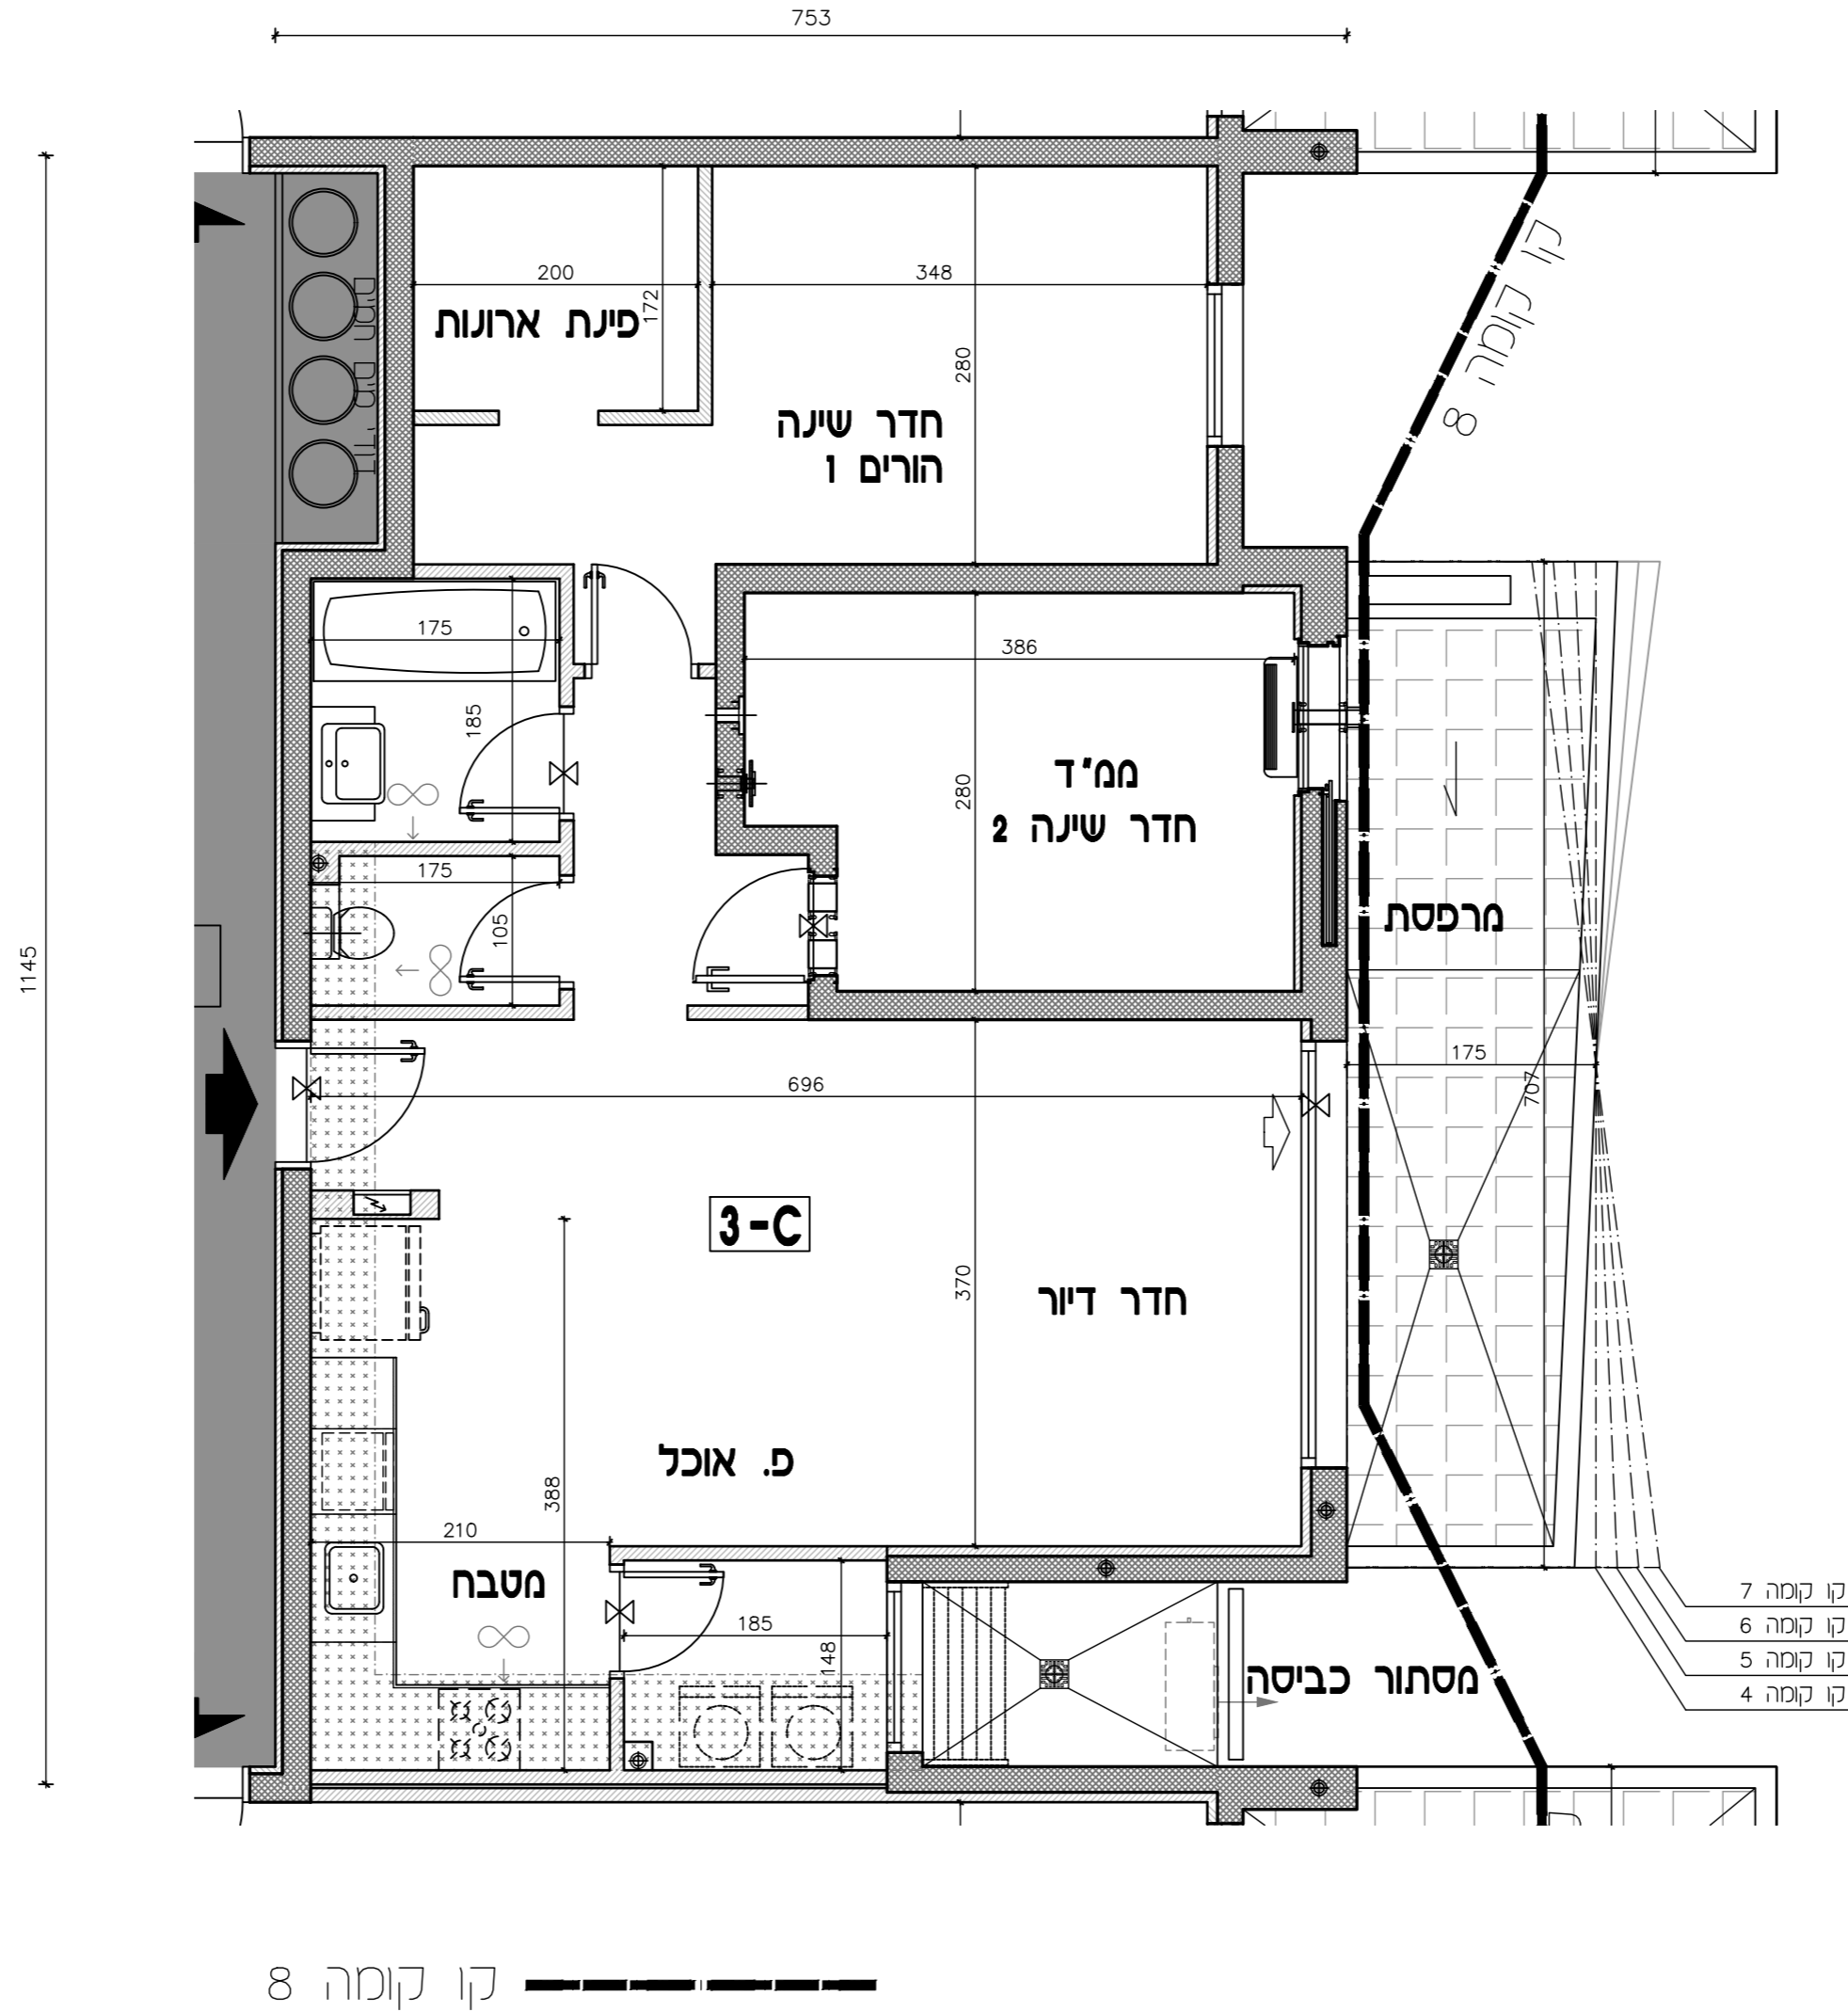 753
1145
200
172
פינת ארונות
348
280
חדר שינה
הורים 1
קו קומה 8
175
185
386
280
ממ"ד
חדר שינה 2
175
105
מרפסת
175
707
696
3-C
370
חדר דיור
388
פ. אוכל
210
מטבח
185
148
מסתור כביסה
קו קומה 7
קו קומה 6
קו קומה 5
קו קומה 4
קו קומה 8